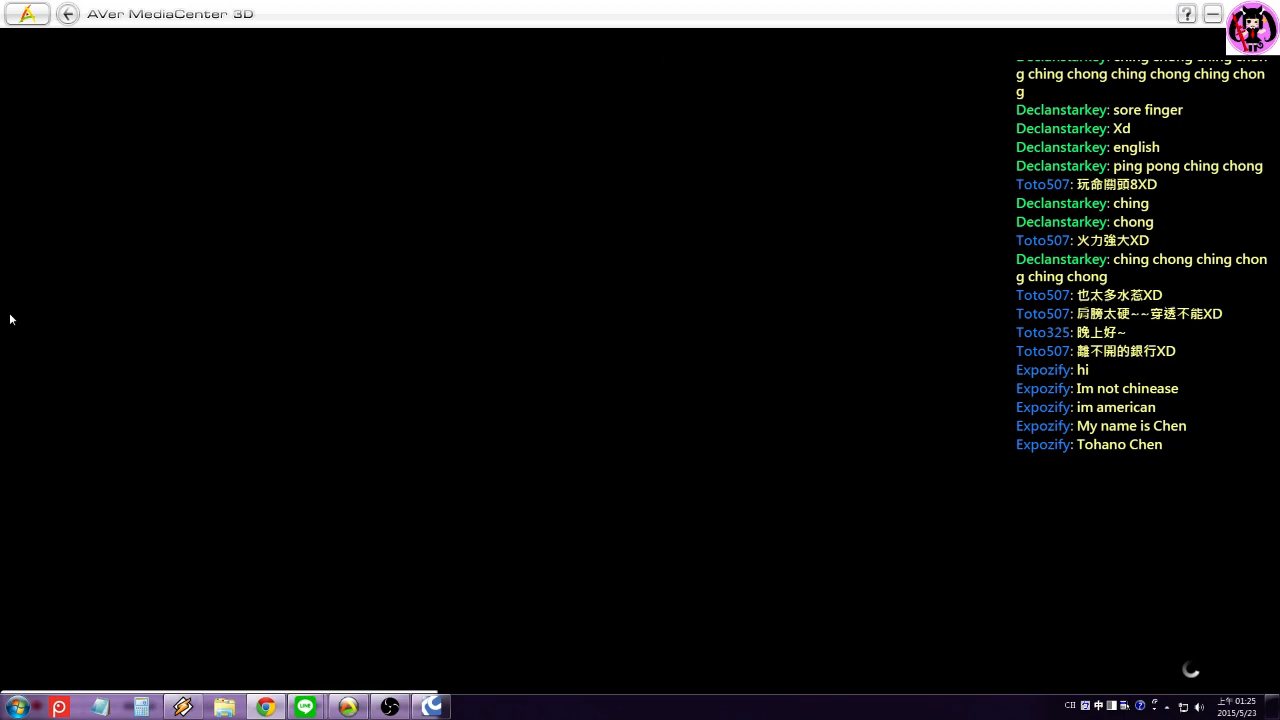 AVer MediaCenter 3D
?
g ching chong ching chong ching chon
g
Declanstarkey: sore finger
Declanstarkey: Xd
Declanstarkey: english
Declanstarkey: ping pong ching chong
Toto507: 玩命關頭8XD
Declanstarkey: ching
Declanstarkey: chong
Toto507: 火力強大XD
Declanstarkey: ching chong ching chon
g ching chong
Toto507: 也太多水惹XD
Toto507: 肩膀太硬~~穿透不能XD
Toto325: 晚上好~
Toto507: 離不開的銀行XD
Expozify: hi
Expozify: Im not chinease
Expozify: im american
Expozify: My name is Chen
Expozify: Tohano Chen
CH 中
上午 01:25
2015/5/23